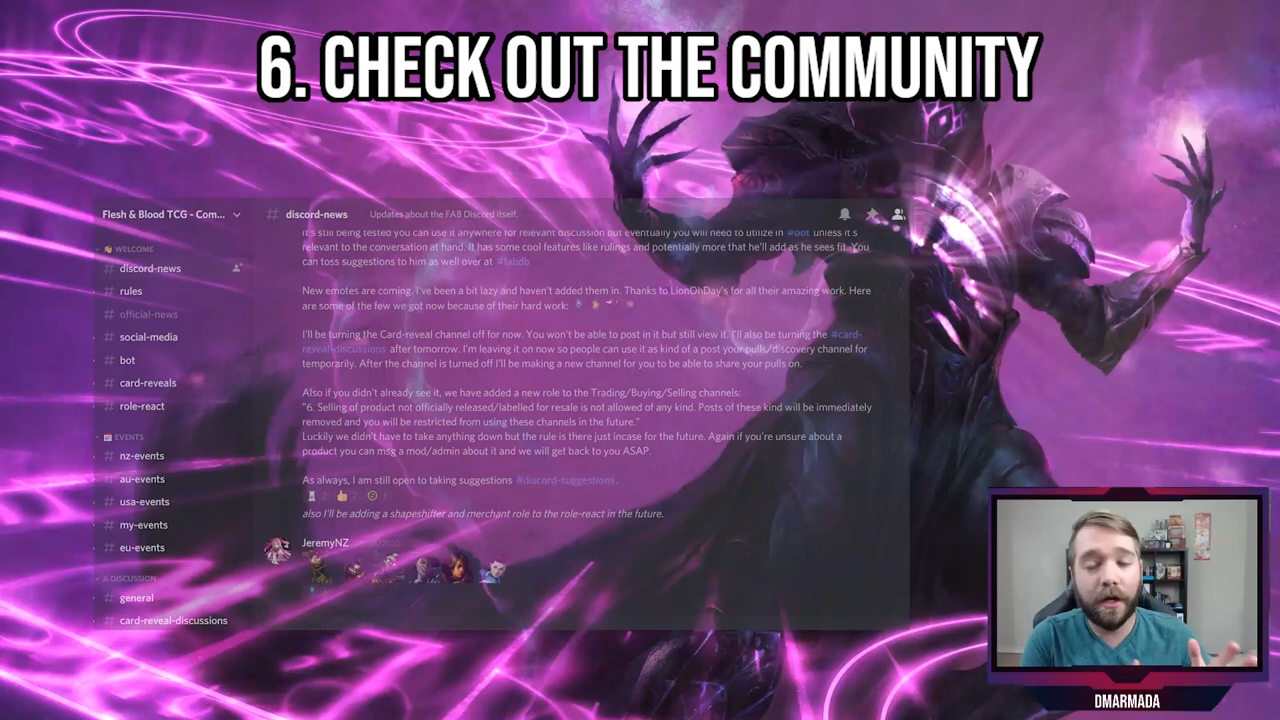 6. CHECK OUT THE COMMUNITY
Flesh & Blood TCG - Com...
# discord-news
Updates about the FAB Discord itself.
WELCOME
# discord-news
# rules
# official-news
# social-media
# bot
# card-reveals
# role-react
EVENTS
# nz-events
# au-events
# usa-events
# my-events
# eu-events
DISCUSSION
# general
# card-reveal-discussions
It's still being tested you can use it anywhere for relevant discussion but eventually you will need to utilize in #bot unless it's
relevant to the conversation at hand. It has some cool features like rulings and potentially more that he'll add as he sees fit. You
can toss suggestions to him as well over at #fabdb
New emotes are coming. I've been a bit lazy and haven't added them in. Thanks to LionOhDay's for all their amazing work. Here
are some of the few we got now because of their hard work:
I'll be turning the Card-reveal channel off for now. You won't be able to post in it but still view it. I'll also be turning the #card-
reveal-discussions after tomorrow. I'm leaving it on now so people can use it as kind of a post your pulls/discovery channel for
temporarily. After the channel is turned off I'll be making a new channel for you to be able to share your pulls on.
Also if you didn't already see it, we have added a new role to the Trading/Buying/Selling channels:
"6. Selling of product not officially released/labelled for resale is not allowed of any kind. Posts of these kind will be immediately
removed and you will be restricted from using these channels in the future."
Luckily we didn't have to take anything down but the rule is there just incase for the future. Again if you're unsure about a
product you can msg a mod/admin about it and we will get back to you ASAP.
As always, I am still open to taking suggestions #discord-suggestions.
also I'll be adding a shapeshifter and merchant role to the role-react in the future.
JeremyNZ
DMARMADA